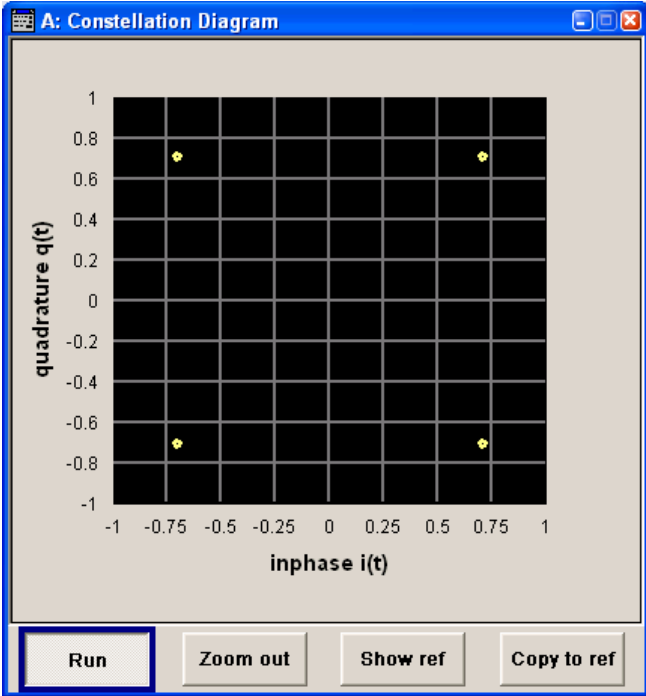 A: Constellation Diagram
1
0.8
0.6
0.4
0.2
0
-0.2
-0.4
-0.6
-0.8
-1
quadrature q(t)
-1 -0.75 -0.5 -0.25 0 0.25 0.5 0.75 1
inphase i(t)
Run Zoom out Show ref Copy to ref